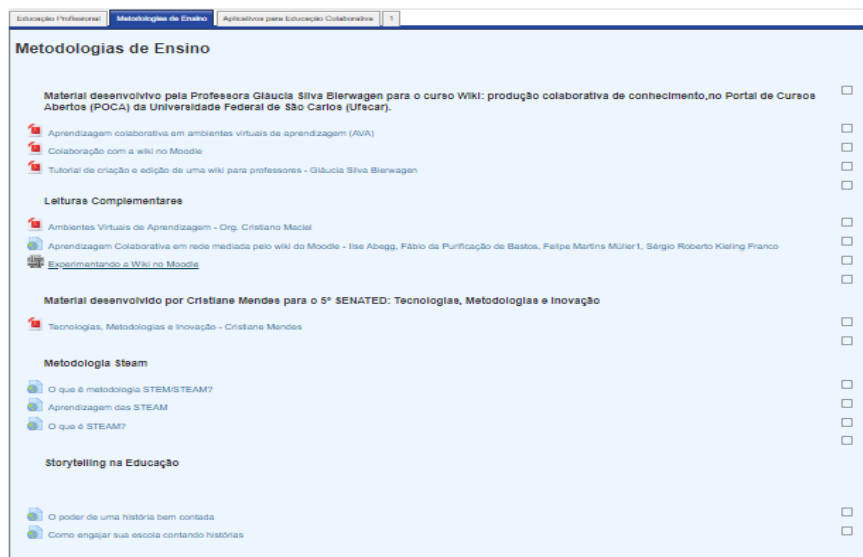 Educação Profissional
Metodologias de Ensino
Aplicativos para Educação Colaborativa
1
Metodologias de Ensino
Material desenvolvivo pela Professora Gláucia Silva Bierwagen para o curso Wiki: produção colaborativa de conhecimento,no Portal de Cursos
Abertos (POCA) da Universidade Federal de São Carlos (Ufscar).
Aprendizagem colaborativa em ambientes virtuais de aprendizagem (AVA)
Colaboração com a wiki no Moodle
Tutorial de criação e edição de uma wiki para professores - Gláucia Silva Bierwagen
Leituras Complementares
Ambientes Virtuais de Aprendizagem - Org. Cristiano Maciel
Aprendizagem Colaborativa em rede mediada pelo wiki do Moodle - Ilse Abegg, Fábio da Purificação de Bastos, Felipe Martins Müller1, Sérgio Roberto Kieling Franco
Experimentando a Wiki no Moodle
Material desenvolvido por Cristiane Mendes para o 5º SENATED: Tecnologias, Metodologias e Inovação
Tecnologias, Metodologias e Inovação - Cristiane Mendes
Metodologia Steam
O que é metodologia STEM/STEAM?
Aprendizagem das STEAM
O que é STEAM?
Storytelling na Educação
O poder de uma história bem contada
Como engajar sua escola contando histórias